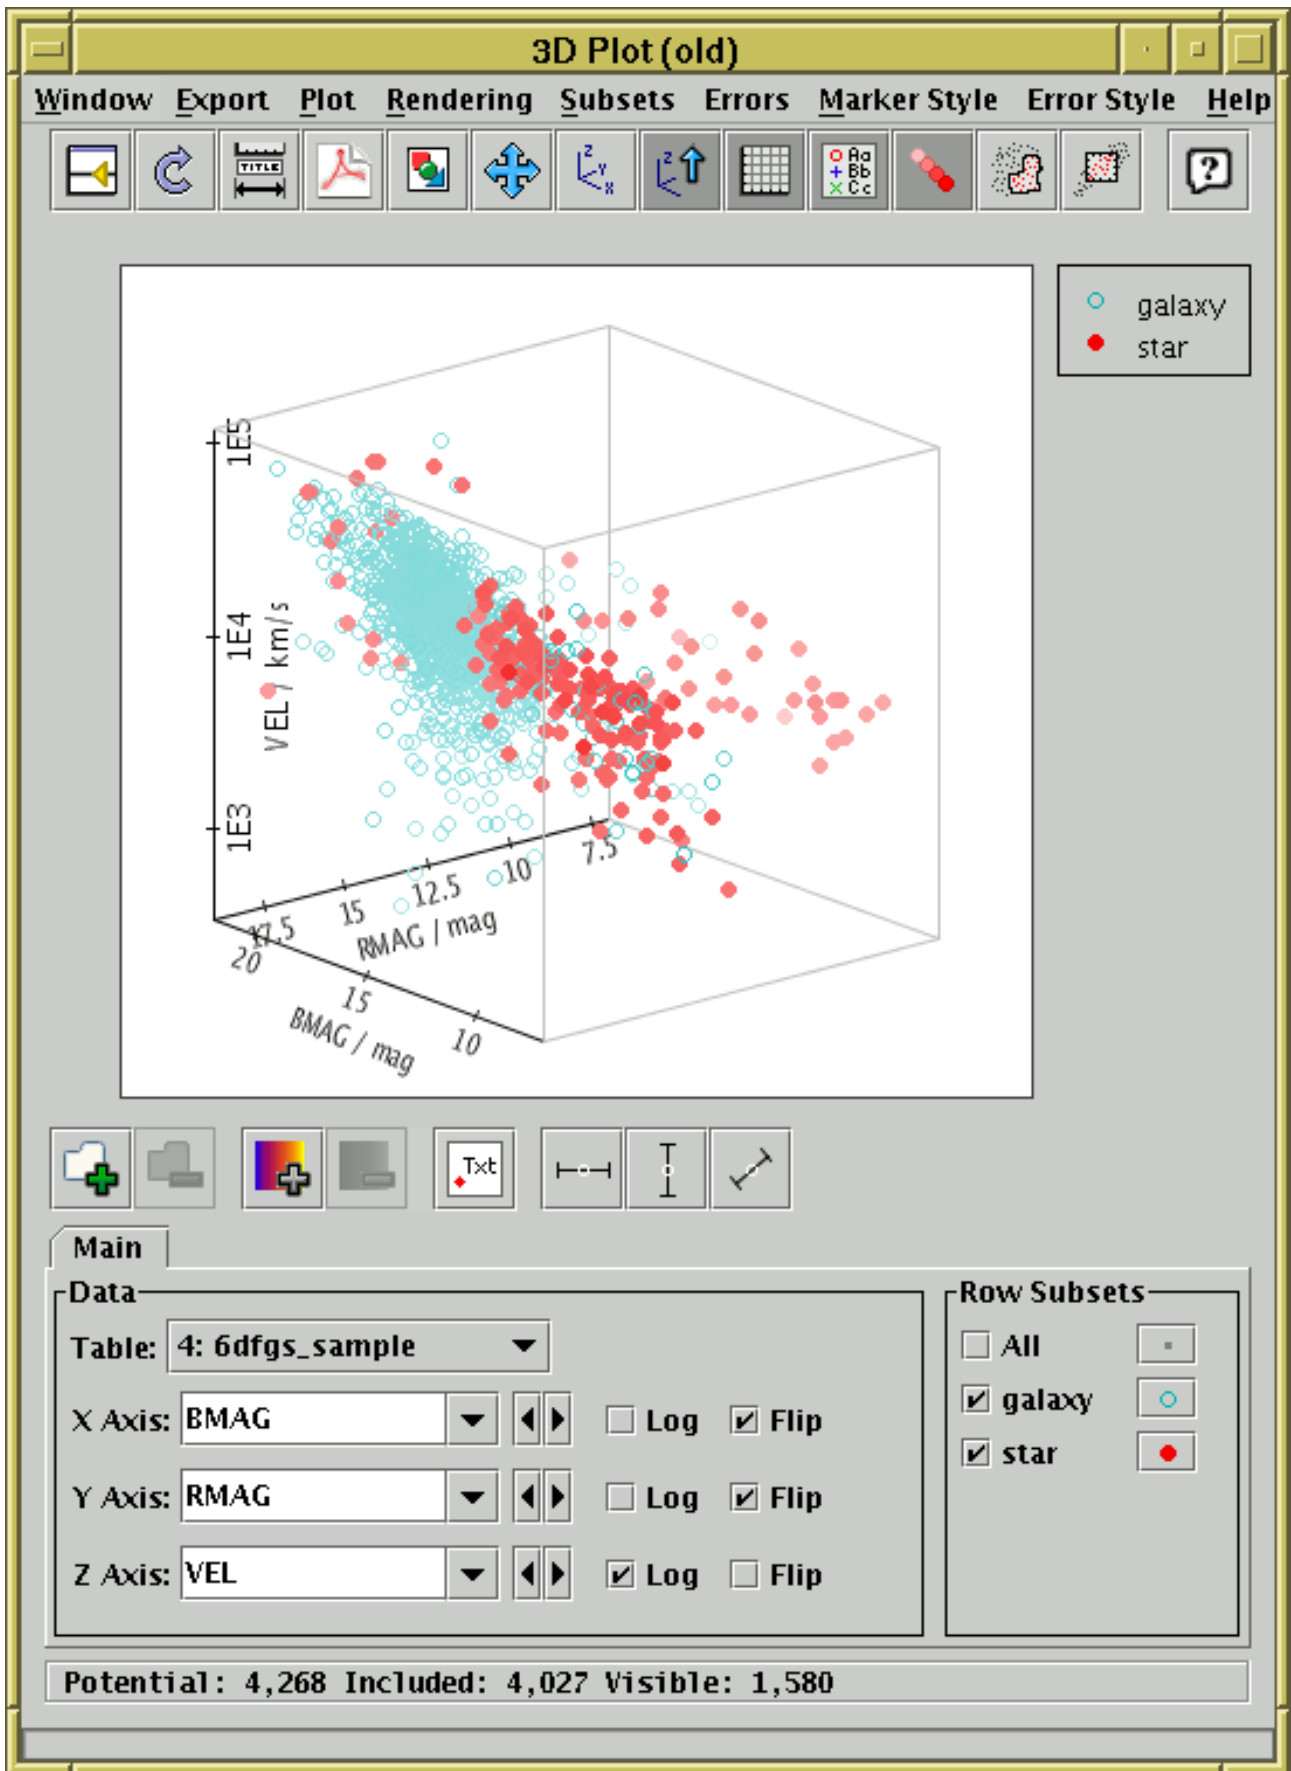 3D Plot (old)
Window Export Plot Rendering Subsets Errors Marker Style Error Style Help
TITLE
z y x
z
Aa
Bb
Cc
?
galaxy
star
1E5
1E4
1E3
VEL / km/s
17.5 15 12.5 10 7.5
RMAG / mag
20 15 10
BMAG / mag
Txt
Main
Data
Table: 4: 6dfgs_sample
X Axis: BMAG Log Flip
Y Axis: RMAG Log Flip
Z Axis: VEL Log Flip
Row Subsets
All
galaxy
star
Potential: 4,268 Included: 4,027 Visible: 1,580